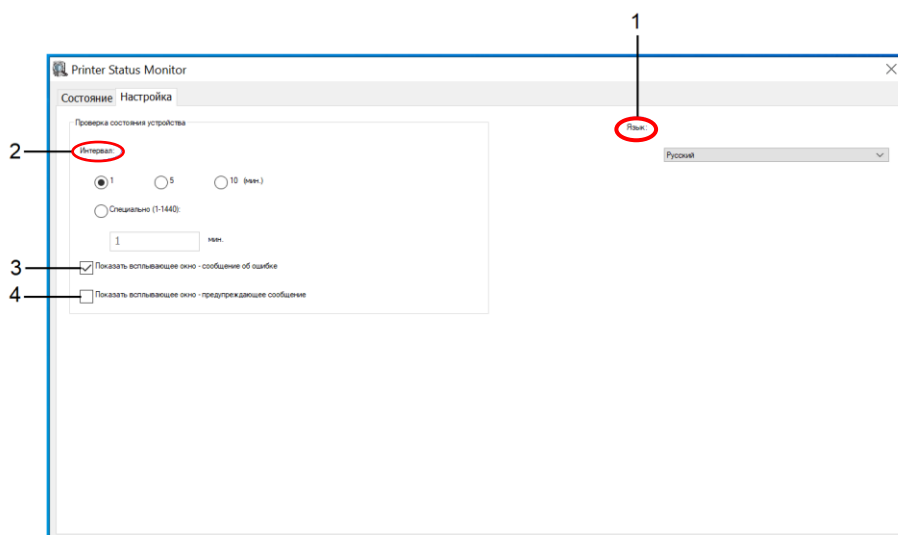 1
Printer Status Monitor
Состояние Настройка
Проверка состояния устройства
Язык:
2
Интервал:
Русский
1 5 10 (мин.)
Специально (1-1440):
1 мин.
3
Показать всплывающее окно - сообщение об ошибке
4
Показать всплывающее окно - предупреждающее сообщение